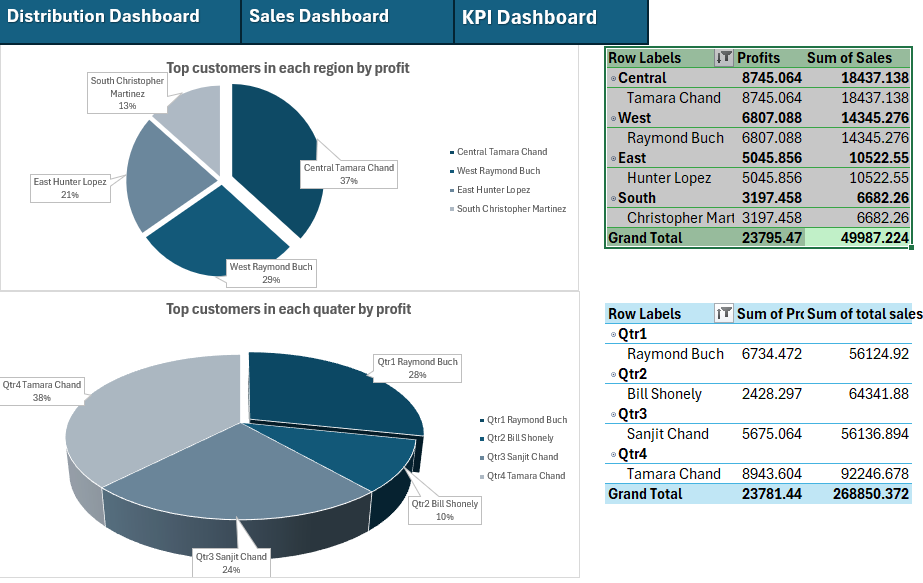 Distribution Dashboard
Sales Dashboard
KPI Dashboard
Top customers in each region by profit
South Christopher
Martinez
13%
East Hunter Lopez
21%
Central Tamara Chand
37%
West Raymond Buch
29%
Central Tamara Chand
West Raymond Buch
East Hunter Lopez
South Christopher Martinez
Row Labels Profits Sum of Sales
Central 8745.064 18437.138
Tamara Chand 8745.064 18437.138
West 6807.088 14345.276
Raymond Buch 6807.088 14345.276
East 5045.856 10522.55
Hunter Lopez 5045.856 10522.55
South 3197.458 6682.26
Christopher Mart 3197.458 6682.26
Grand Total 23795.47 49987.224
Top customers in each quater by profit
Qtr4 Tamara Chand
38%
Qtr1 Raymond Buch
28%
Qtr2 Bill Shonely
10%
Qtr3 Sanjit Chand
24%
Qtr1 Raymond Buch
Qtr2 Bill Shonely
Qtr3 Sanjit Chand
Qtr4 Tamara Chand
Row Labels Sum of Prc Sum of total sales
Qtr1
Raymond Buch 6734.472 56124.92
Qtr2
Bill Shonely 2428.297 64341.88
Qtr3
Sanjit Chand 5675.064 56136.894
Qtr4
Tamara Chand 8943.604 92246.678
Grand Total 23781.44 268850.372